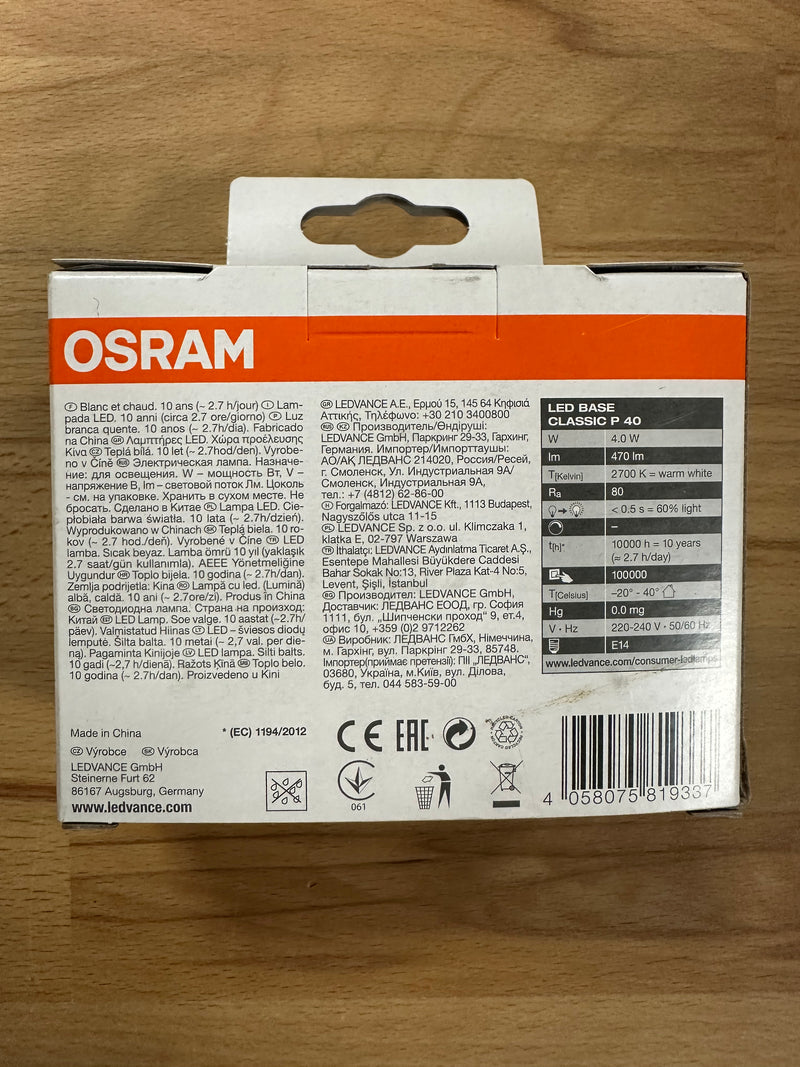 OSRAM
Ⓕ Blanc et chaud. 10 ans (~ 2.7 h/jour) Ⓘ Lam-
pada LED. 10 anni (circa 2.7 ore/giorno) Ⓟ Luz
branca quente. 10 anos (~ 2.7h/dia). Fabricado
na China GR Λαμπτήρες LED. Χώρα προέλευσης
Κίνα CZ Teplá bílá. 10 let (~ 2.7hod/den). Vyrobe-
no v Číně RUS Электрическая лампа. Назначе-
ние: для освещения. W – мощность Вт, V –
напряжение В, lm – световой поток Лм. Цоколь
- см. на упаковке. Хранить в сухом месте. Не
бросать. Сделано в Китае PL Lampa LED. Cie-
płobiała barwa światła. 10 lata (~ 2.7h/dzień).
Wyprodukowano w Chinach SK Teplá biela. 10 ro-
kov (~ 2.7 hod./deň). Vyrobené v Číne TR LED
lamba. Sıcak beyaz. Lamba ömrü 10 yıl (yaklaşık
2.7 saat/gün kullanımla). AEEE Yönetmeliğine
Uygundur HR Toplo bijela. 10 godina (~ 2.7h/dan).
Zemlja podrijetla: Kina RO Lampă cu led. (Lumină)
albă, caldă. 10 ani (~ 2.7ore/zi). Produs în China
BG Светодиодна лампа. Страна на произход:
Китай EST LED Lamp. Soe valge. 10 aastat (~2.7h/
päev). Valmistatud Hiinas LT LED – šviesos diodų
lemputė. Šilta balta. 10 metai (~ 2,7 val. per die-
ną). Pagaminta Kinijoje LV LED lampa. Silti balts.
10 gadi (~2,7 h/dienā). Ražots Ķīnā SRB Toplo belo.
10 godina (~ 2.7h/dan). Proizvedeno u Kini
GR LEDVANCE A.E., Ερμού 15, 145 64 Κηφισιά
Αττικής, Τηλέφωνο: +30 210 3400800
RUS KZ Производитель/Өндіруші:
LEDVANCE GmbH, Паркринг 29-33, Гархинг,
Германия. Импортер/Импорттаушы:
АО/АҚ ЛЕДВАНС 214020, Россия/Ресей,
г. Смоленск, Ул. Индустриальная 9А/
Смоленск, Индустриальная 9А,
тел.: +7 (4812) 62-86-00
H Forgalmazó: LEDVANCE Kft., 1113 Budapest,
Nagyszőlős utca 11-15
PL LEDVANCE Sp. z o.o. ul. Klimczaka 1,
klatka E, 02-797 Warszawa
TR İthalatçı: LEDVANCE Aydınlatma Ticaret A.Ş.,
Esentepe Mahallesi Büyükdere Caddesi
Bahar Sokak No:13, River Plaza Kat-4 No:5,
Levent, Şişli, İstanbul
BG Производител: LEDVANCE GmbH,
Доставчик: ЛЕДВАНС ЕООД, гр. София
1111, бул. „Шипченски проход" 9, ет.4,
офис 10, +359 (0)2 9712262
UA Виробник: ЛЕДВАНС ГмбХ, Німеччина,
м. Гархінг, вул. Паркрінг 29-33, 85748.
Імпортер(приймає претензії): ПІІ „ЛЕДВАНС",
03680, Україна, м.Київ, вул. Ділова,
буд. 5, тел. 044 583-59-00
LED BASE
CLASSIC P 40
W 4.0 W
lm 470 lm
T[Kelvin] 2700 K = warm white
Ra 80
< 0.5 s = 60% light
–
t[h]* 10000 h = 10 years
(≈ 2.7 h/day)
100000
T[Celsius] –20° - 40°
Hg 0.0 mg
V · Hz 220-240 V · 50/60 Hz
E14
www.ledvance.com/consumer-ledlamps
Made in China * (EC) 1194/2012
CZ Výrobce SK Výrobca
LEDVANCE GmbH
Steinerne Furt 62
86167 Augsburg, Germany
www.ledvance.com
CE EAC
061
4 058075 819337